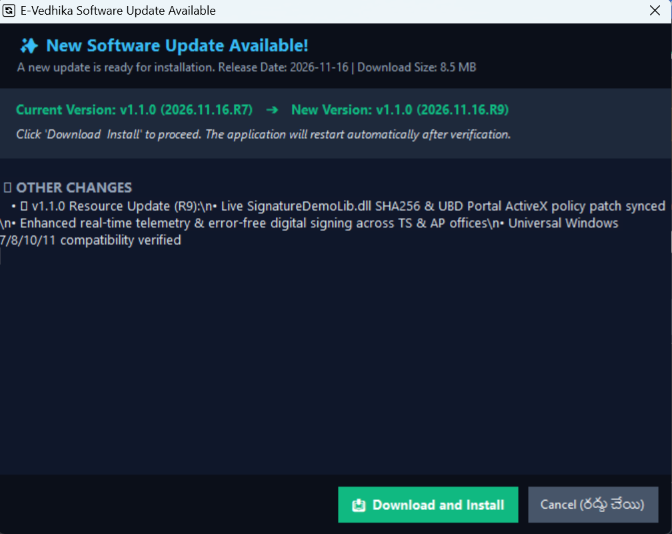 E-Vedhika Software Update Available
✨ New Software Update Available!
A new update is ready for installation. Release Date: 2026-11-16 | Download Size: 8.5 MB
Current Version: v1.1.0 (2026.11.16.R7) ➔ New Version: v1.1.0 (2026.11.16.R9)
Click 'Download  Install' to proceed. The application will restart automatically after verification.
▯ OTHER CHANGES
• ▯ v1.1.0 Resource Update (R9):\n• Live SignatureDemoLib.dll SHA256 & UBD Portal ActiveX policy patch synced
\n• Enhanced real-time telemetry & error-free digital signing across TS & AP offices\n• Universal Windows
7/8/10/11 compatibility verified
Download and Install
Cancel (రద్దు చేయి)